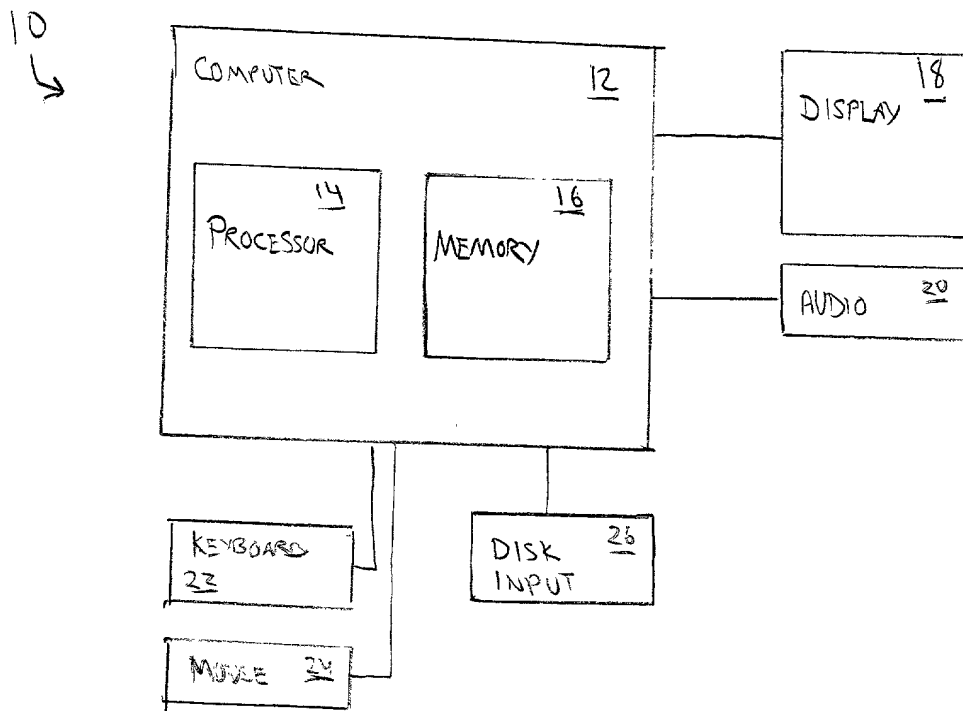 10
COMPUTER 12
DISPLAY 18
PROCESSOR 14
MEMORY 16
AUDIO 20
KEYBOARD 22
DISK INPUT 26
MOUSE 24